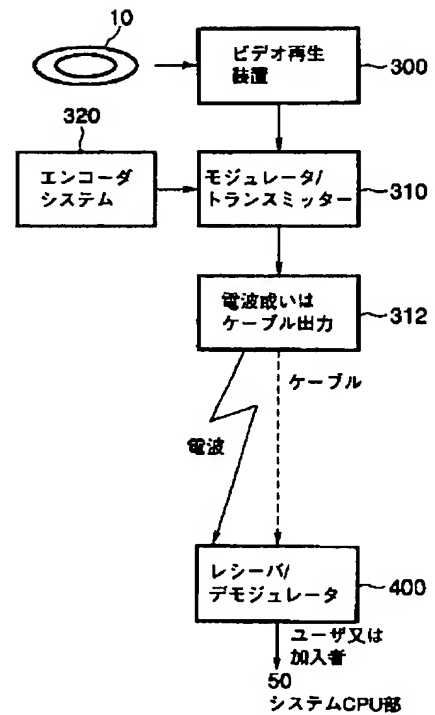 10
ビデオ再生
装置
300
320
エンコーダ
システム
モジュレータ/
トランスミッター
310
電波或いは
ケーブル出力
312
ケーブル
電波
レシーバ/
デモジュレータ
400
ユーザ又は
加入者
50
システムCPU部